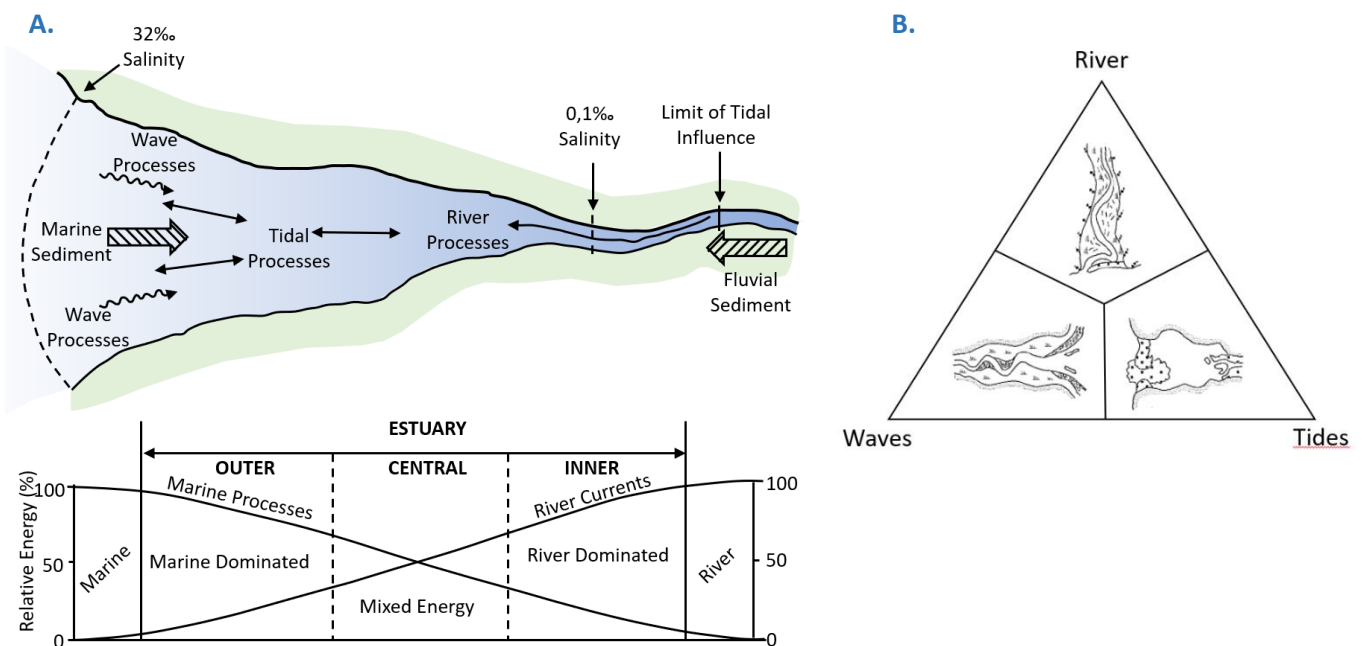 A.
32‰
Salinity
Wave
Processes
Marine
Sediment
Tidal
Processes
River
Processes
Wave
Processes
0,1‰
Salinity
Limit of Tidal
Influence
Fluvial
Sediment
ESTUARY
OUTER
CENTRAL
INNER
Relative Energy (%)
100
50
0
Marine
Marine Processes
Marine Dominated
Mixed Energy
River Currents
River Dominated
River
100
50
0
B.
River
Waves
Tides